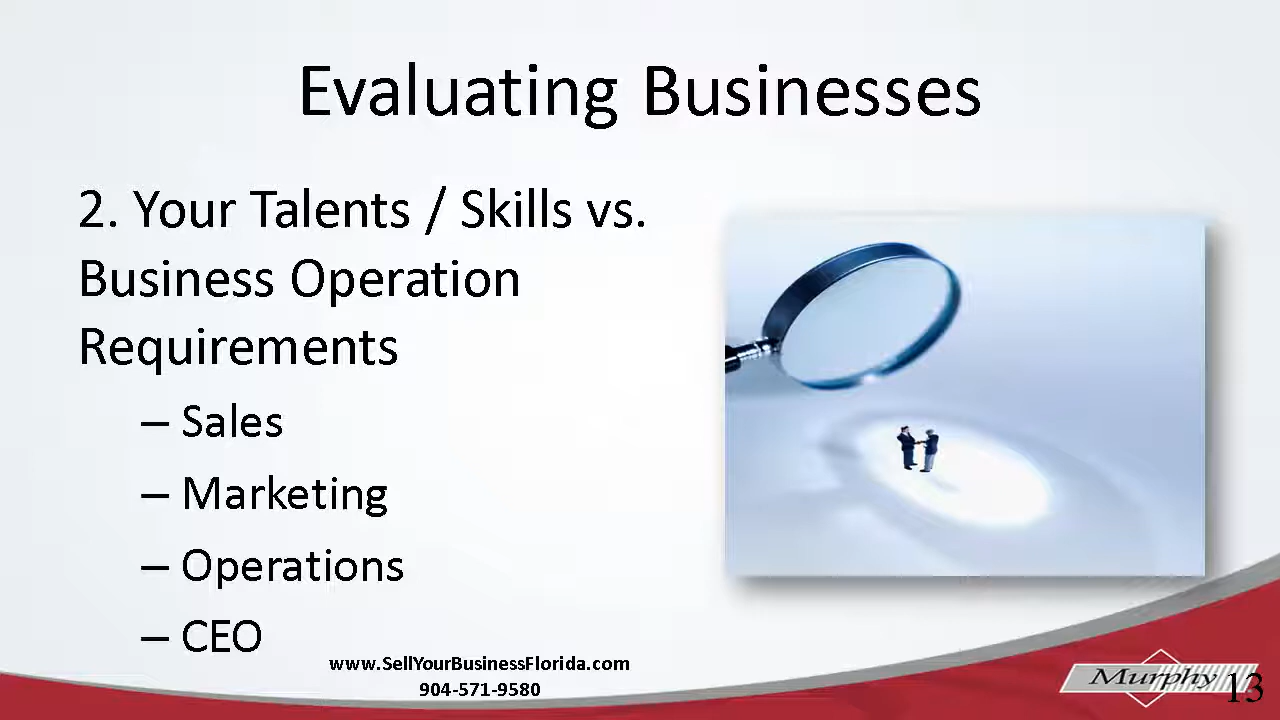 Evaluating Businesses
2. Your Talents / Skills vs.
Business Operation
Requirements
– Sales
– Marketing
– Operations
– CEO
www.SellYourBusinessFlorida.com
904-571-9580
Murphy
13